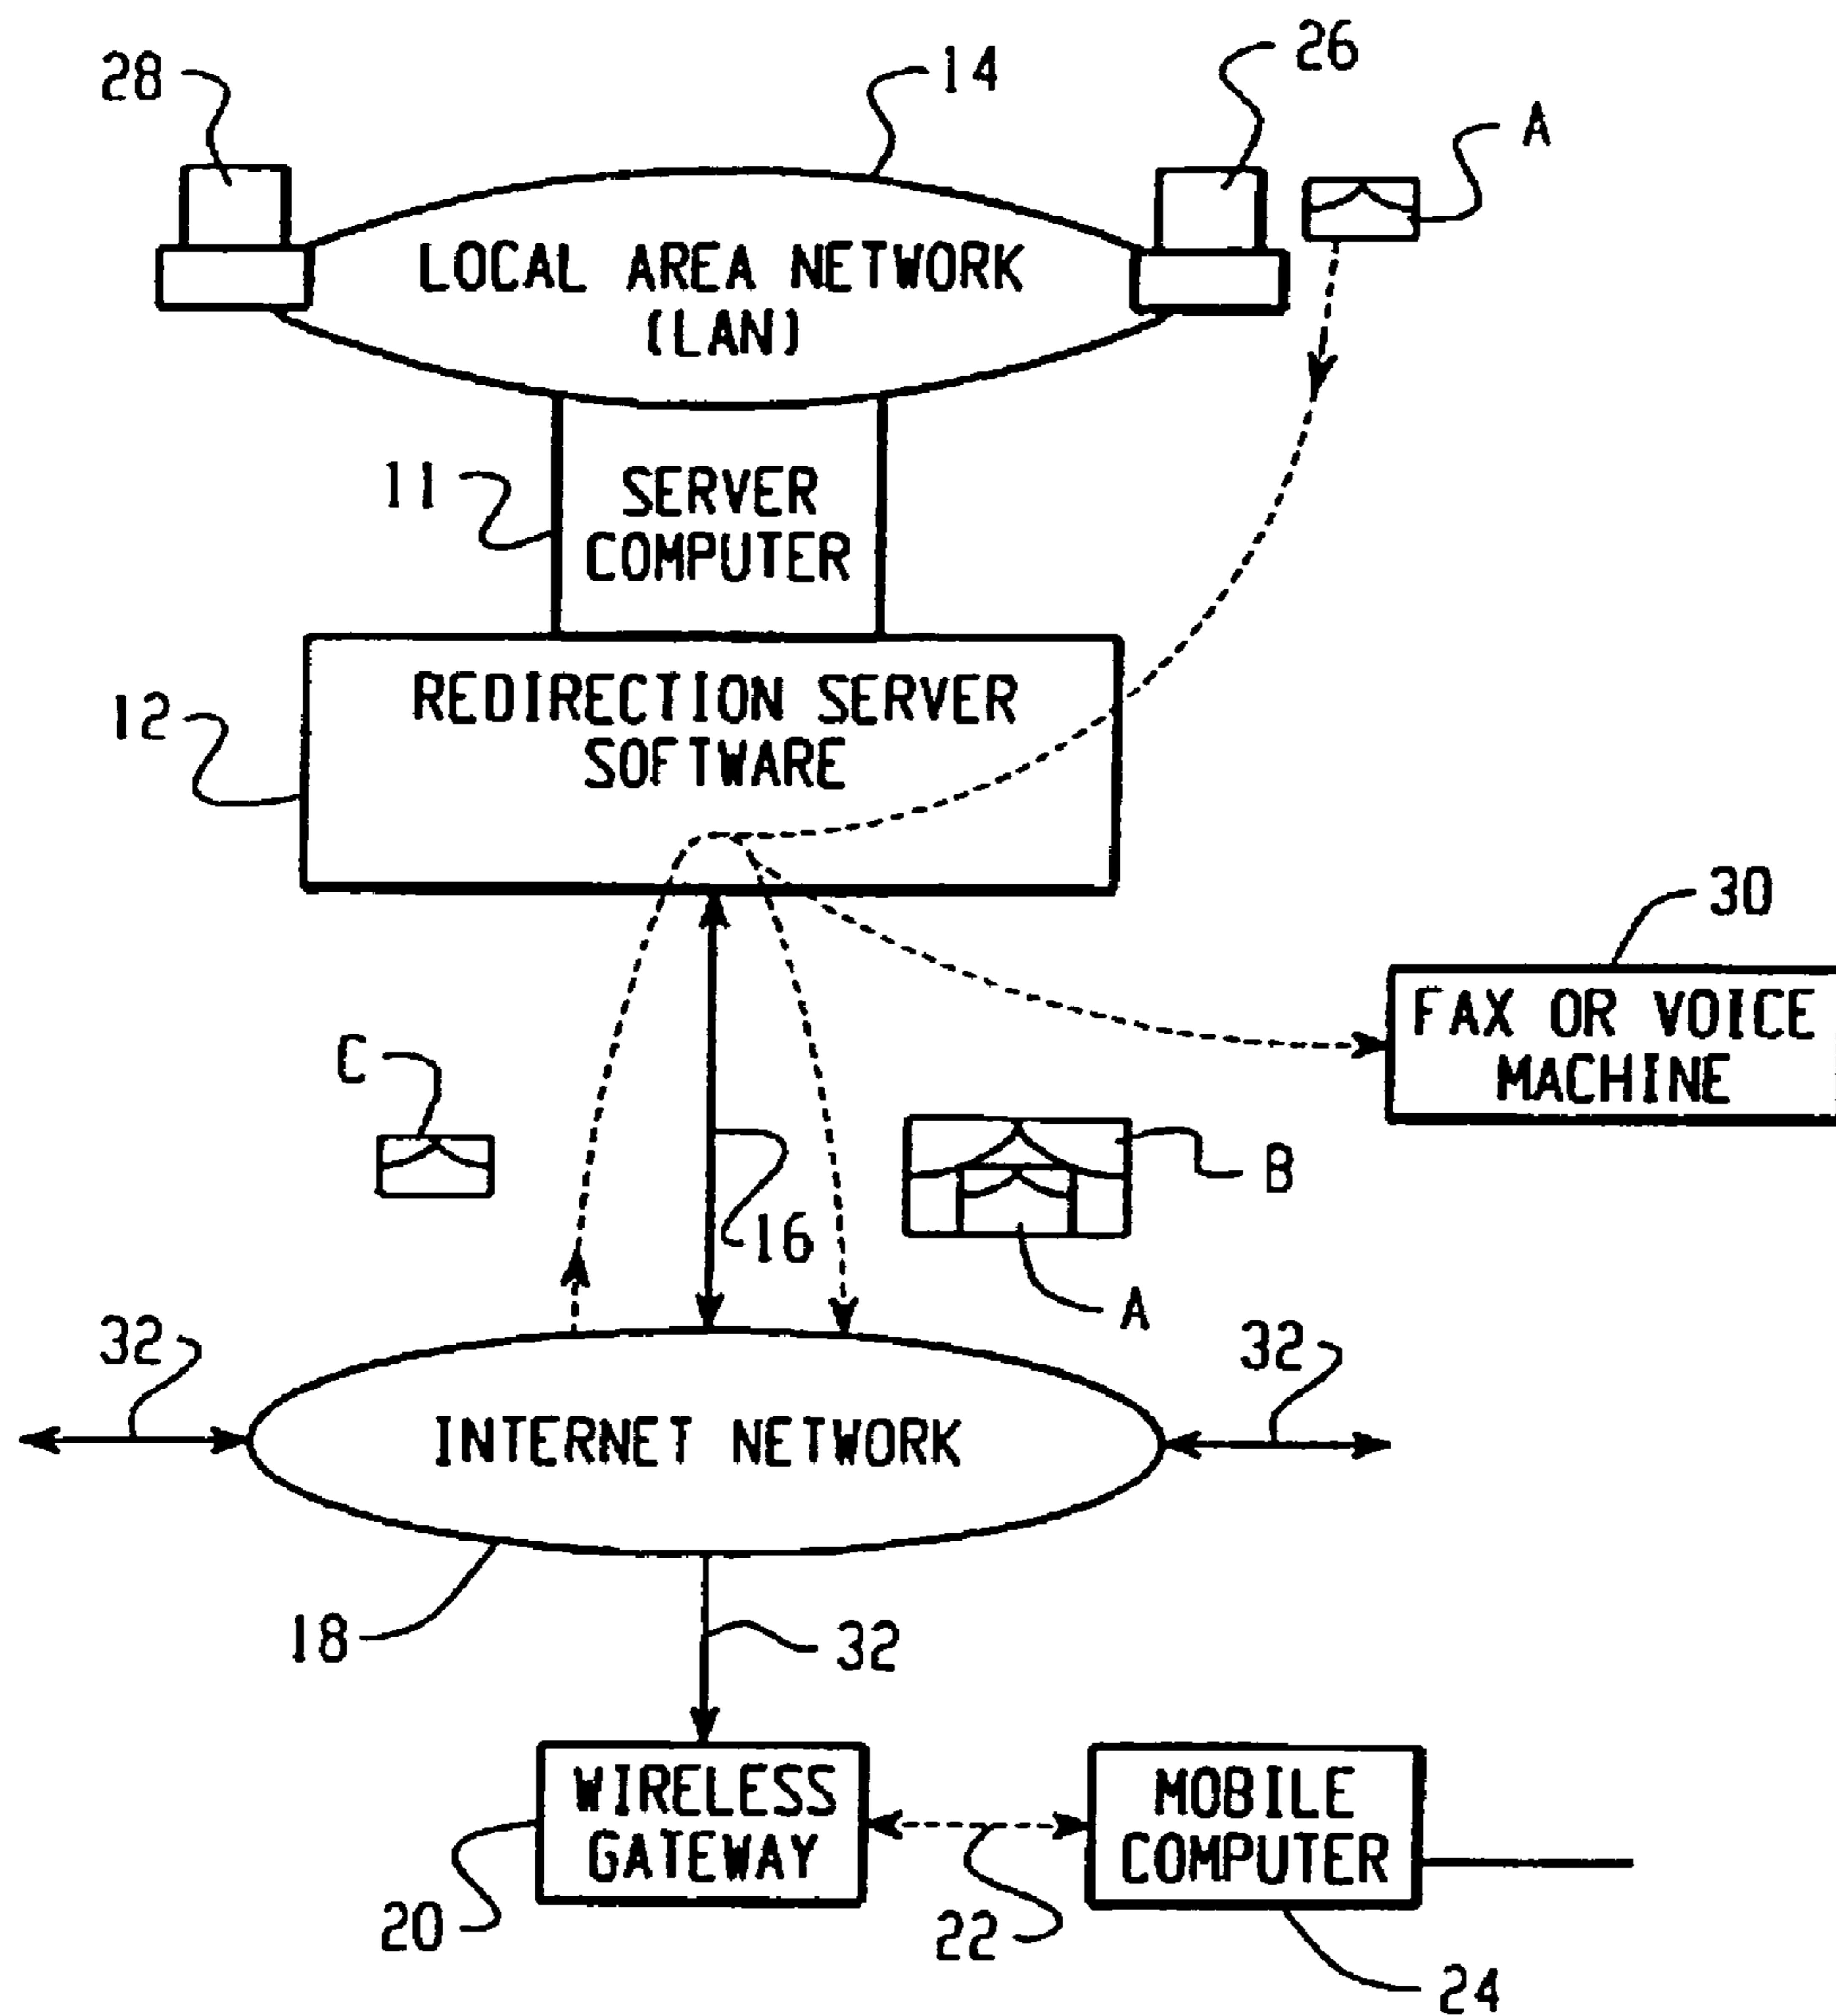 28
14
26
A
LOCAL AREA NETWORK
(LAN)
11
SERVER
COMPUTER
12
REDIRECTION SERVER
SOFTWARE
30
FAX OR VOICE
MACHINE
C
B
16
A
32
32
INTERNET NETWORK
18
32
WIRELESS
GATEWAY
MOBILE
COMPUTER
20
22
24